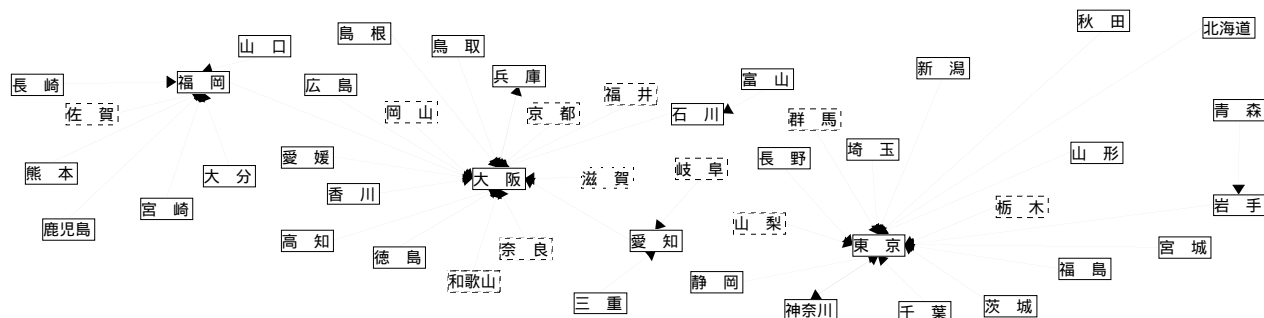 秋田
北海道
島根
山口
鳥取
新潟
兵庫
富山
長崎
福岡
広島
福井
佐賀
岡山
京都
石川
群馬
青森
埼玉
山形
愛媛
長野
岐阜
熊本
大分
大阪
滋賀
香川
宮崎
山梨
栃木
岩手
鹿児島
高知
徳島
奈良
愛知
東京
宮城
福島
和歌山
静岡
三重
神奈川
千葉
茨城